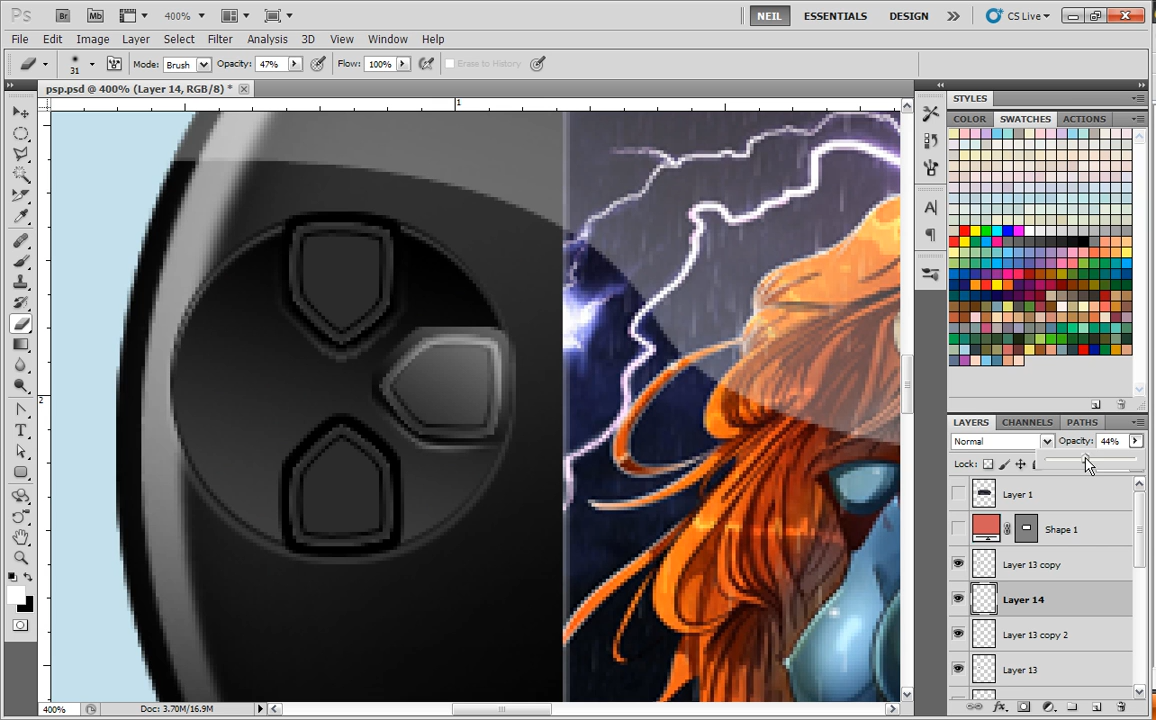 Ps Br Mb 400% NEIL ESSENTIALS DESIGN CS Live
File Edit Image Layer Select Filter Analysis 3D View Window Help
31 Mode: Brush Opacity: 47% Flow: 100% Erase to History
psp.psd @ 400% (Layer 14, RGB/8) *
STYLES
1
COLOR SWATCHES ACTIONS
2
LAYERS CHANNELS PATHS
Normal Opacity: 44%
Lock:
Layer 1
Shape 1
Layer 13 copy
Layer 14
Layer 13 copy 2
Layer 13
400% Doc: 3.70M/16.9M